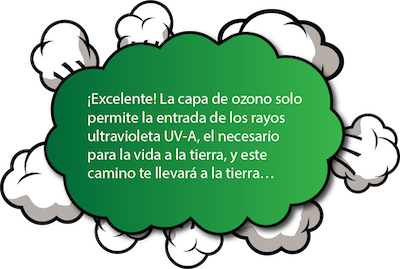 ¡Excelente! La capa de ozono solo
permite la entrada de los rayos
ultravioleta UV-A, el necesario
para la vida a la tierra, y este
camino te llevará a la tierra…